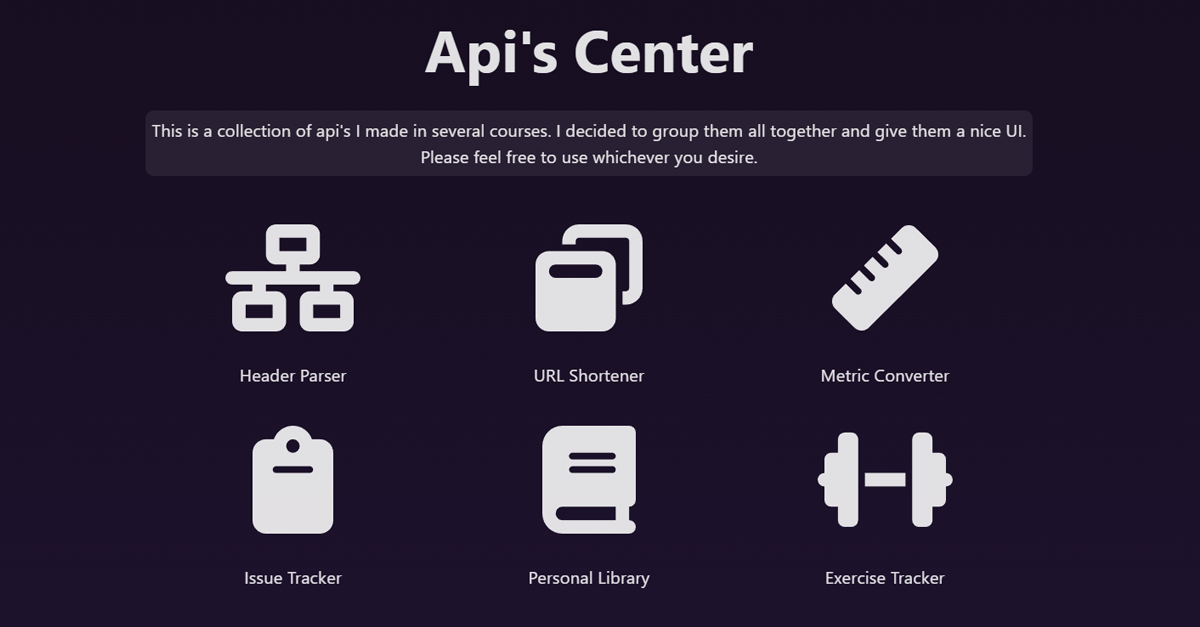 Api's Center
This is a collection of api's I made in several courses. I decided to group them all together and give them a nice UI.
Please feel free to use whichever you desire.
Header Parser
URL Shortener
Metric Converter
Issue Tracker
Personal Library
Exercise Tracker